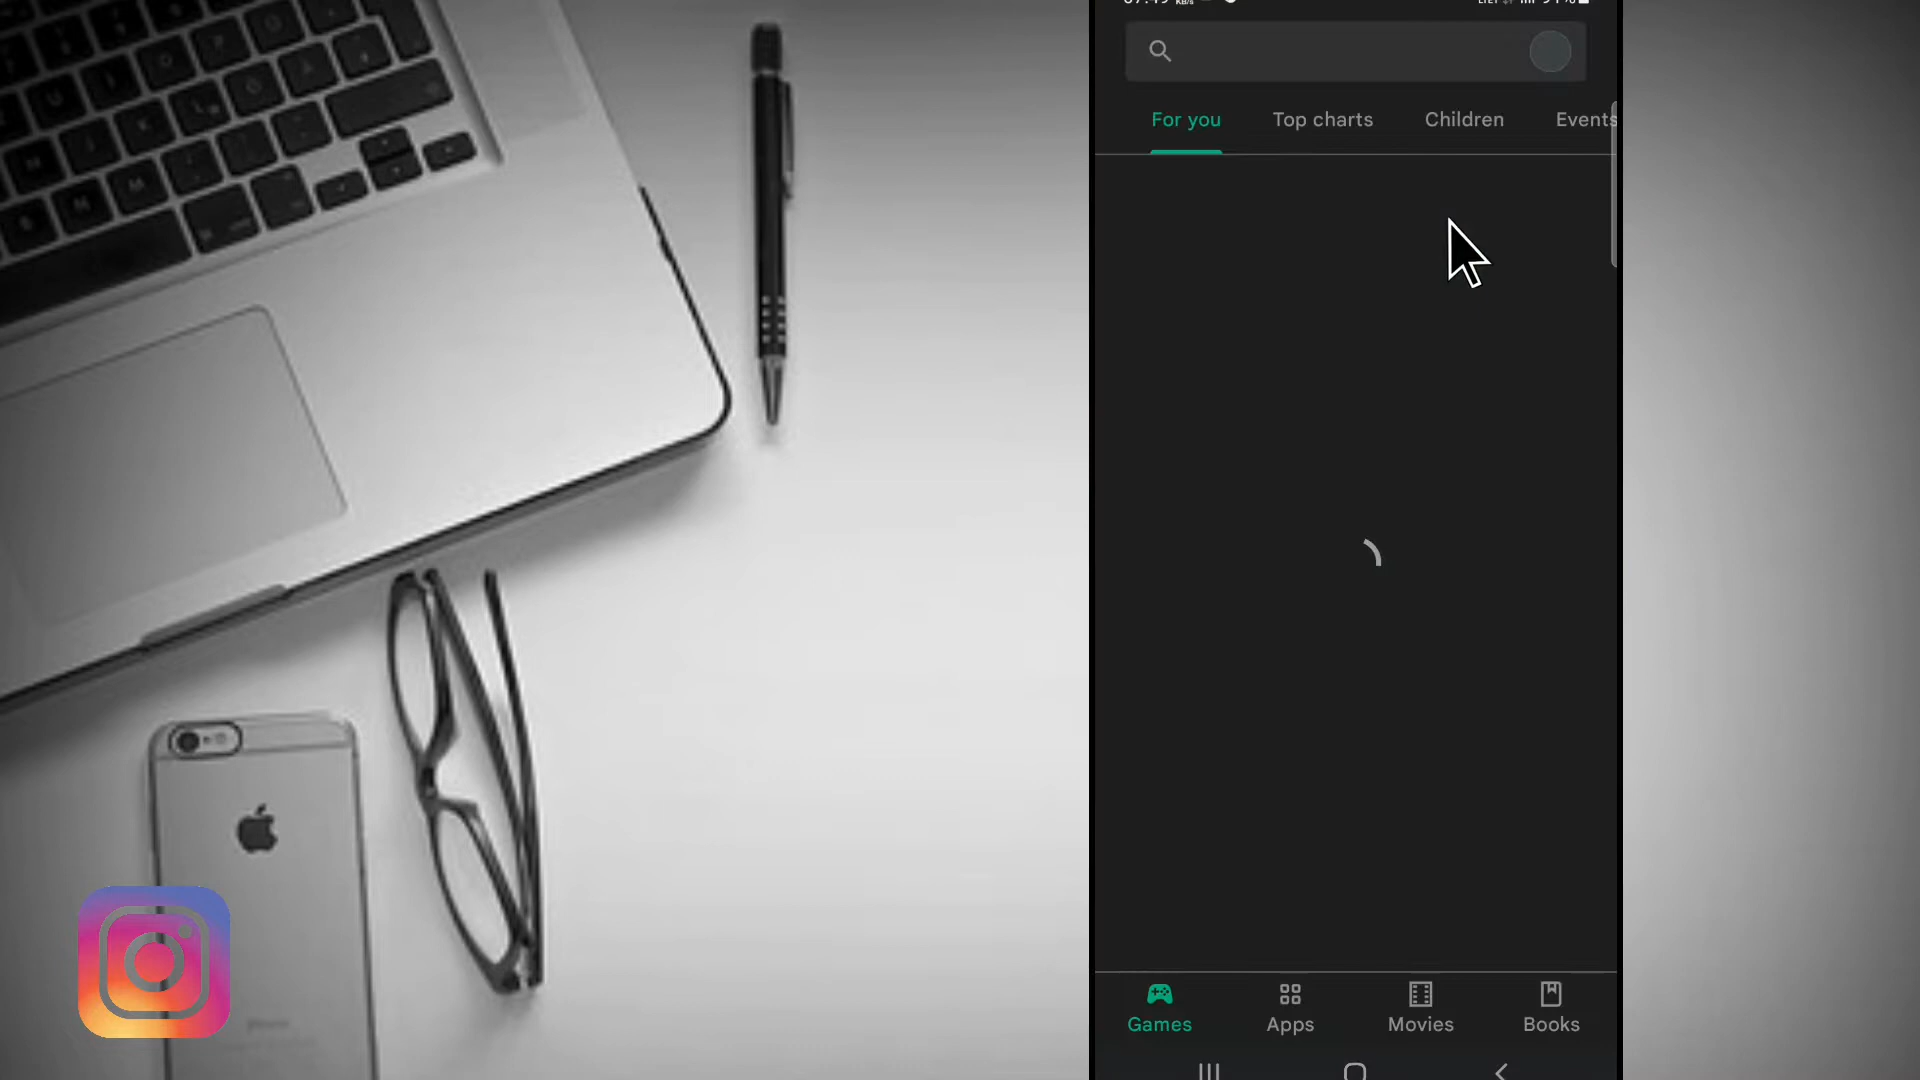 For you
Top charts
Children
Events
Games
Apps
Movies
Books